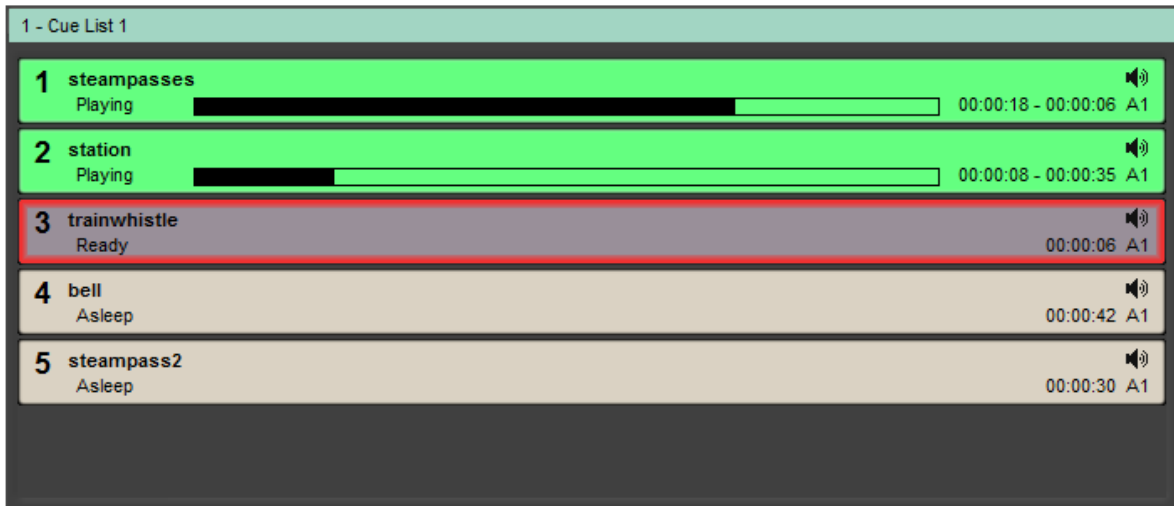 1 - Cue List 1
1 steampasses
Playing 00:00:18 - 00:00:06 A1
2 station
Playing 00:00:08 - 00:00:35 A1
3 trainwhistle
Ready 00:00:06 A1
4 bell
Asleep 00:00:42 A1
5 steampass2
Asleep 00:00:30 A1